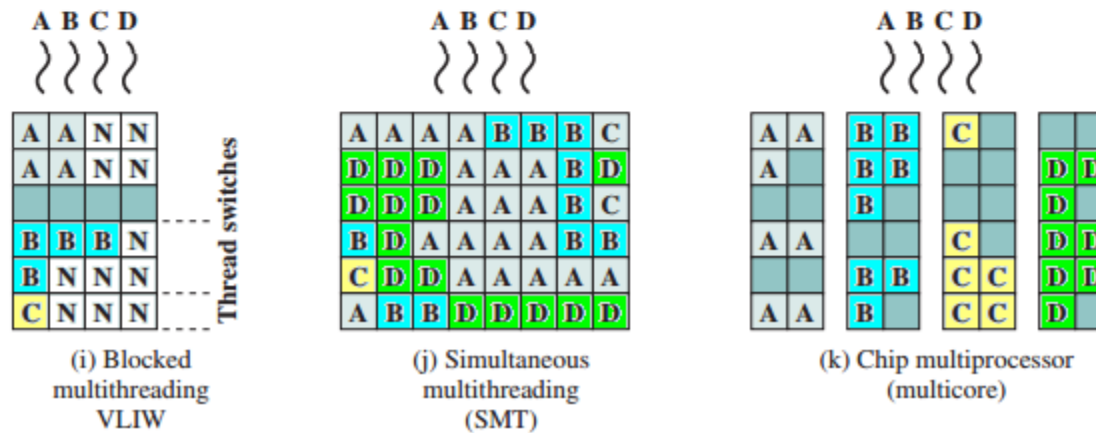 A B C D
A A N N
A A N N
B B B N
B N N N
C N N N
Thread switches
(i) Blocked
multithreading
VLIW
A B C D
A A A A B B B C
D D D A A A B D
D D D A A A B C
B D A A A A B B
C D D A A A A A
A B B D D D D D
(j) Simultaneous
multithreading
(SMT)
A B C D
A A B B C
A B B D D
B D
A A C D D
B B C C D D
A A B C C D
(k) Chip multiprocessor
(multicore)